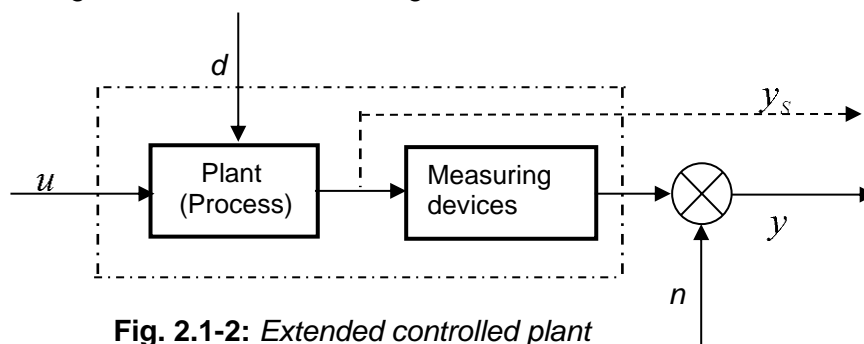 d
y_s
Plant
(Process)
Measuring
devices
u
y
n
Fig. 2.1-2: Extended controlled plant